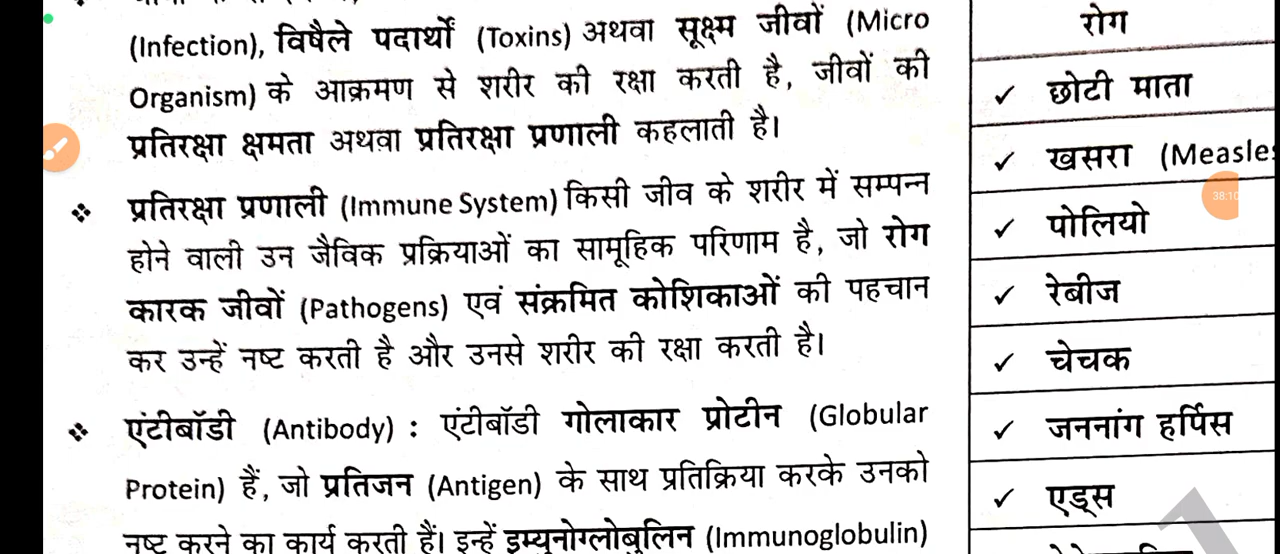 (Infection), विषैले पदार्थों (Toxins) अथवा सूक्ष्म जीवों (Micro
Organism) के आक्रमण से शरीर की रक्षा करती है, जीवों की
प्रतिरक्षा क्षमता अथवा प्रतिरक्षा प्रणाली कहलाती है।
❖ प्रतिरक्षा प्रणाली (Immune System) किसी जीव के शरीर में सम्पन्न
होने वाली उन जैविक प्रक्रियाओं का सामूहिक परिणाम है, जो रोग
कारक जीवों (Pathogens) एवं संक्रमित कोशिकाओं की पहचान
कर उन्हें नष्ट करती है और उनसे शरीर की रक्षा करती है।
❖ एंटीबॉडी (Antibody) : एंटीबॉडी गोलाकार प्रोटीन (Globular
Protein) हैं, जो प्रतिजन (Antigen) के साथ प्रतिक्रिया करके उनको
नष्ट करने का कार्य करती हैं। इन्हें इम्यूनोग्लोबुलिन (Immunoglobulin)
रोग
✓ छोटी माता
✓ खसरा (Measles
38:10
✓ पोलियो
✓ रेबीज
✓ चेचक
✓ जननांग हर्पिस
✓ एड्स